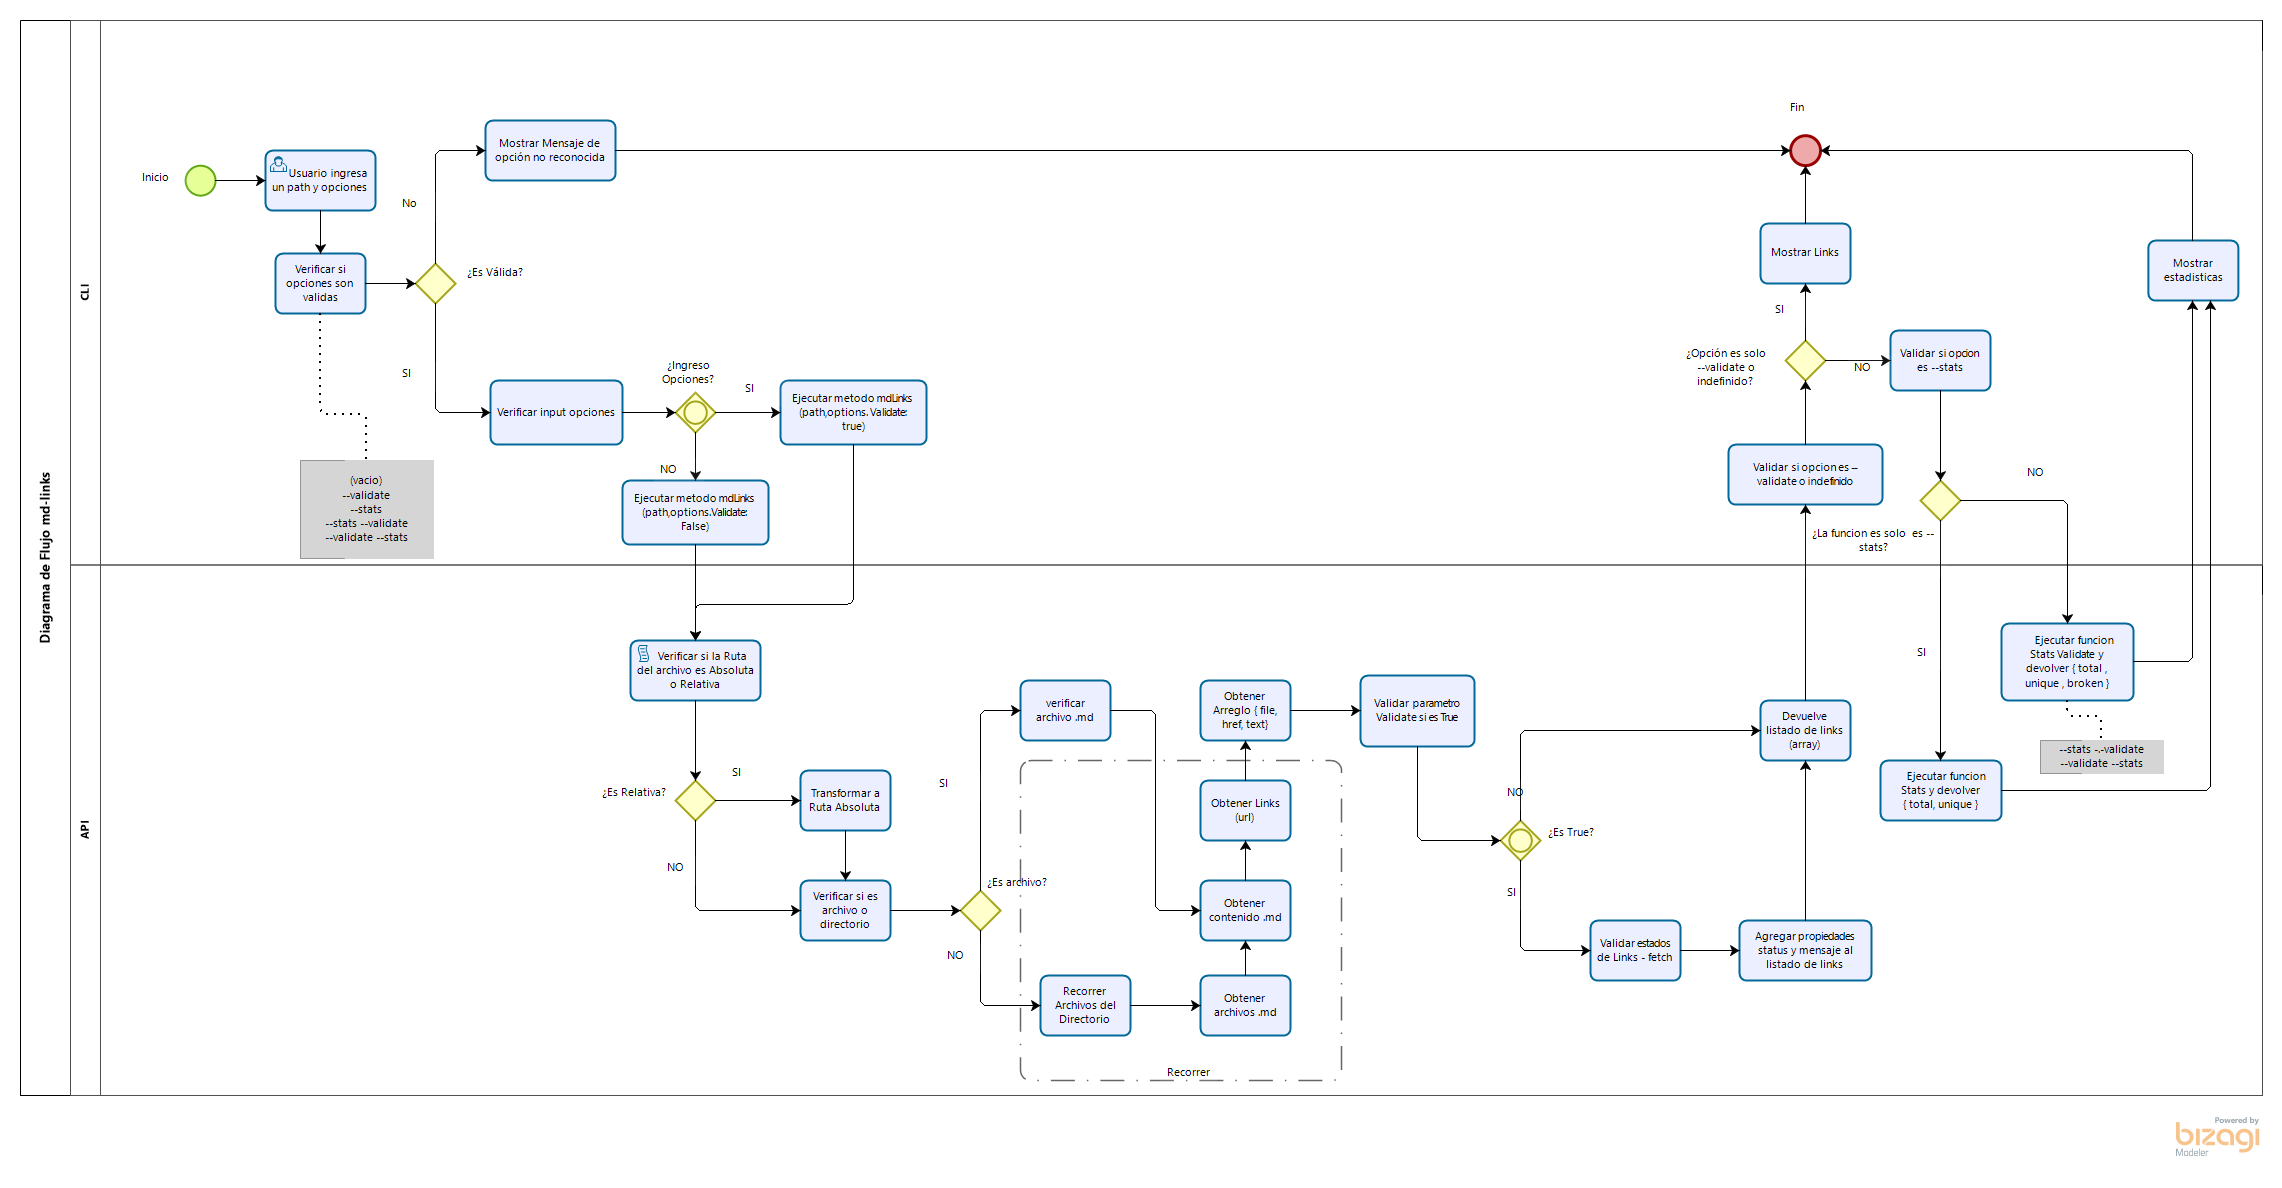 Diagrama de Flujo md-links
CLI
Inicio
Usuario ingresa
un path y opciones
Verificar si
opciones son
validas
(vacio)
--validate
--stats
--stats --validate
--validate --stats
No
¿Es Válida?
SI
Mostrar Mensaje de
opción no reconocida
Verificar input opciones
¿Ingreso
Opciones?
SI
NO
Ejecutar metodo mdLinks
(path,options. Validate:
true)
Ejecutar metodo mdLinks
(path,options.Validate:
False)
Fin
Mostrar Links
SI
¿Opción es solo
--validate o
indefinido?
NO
Validar si opcion
es --stats
Validar si opcion es --
validate o indefinido
¿La funcion es solo  es --
stats?
NO
Mostrar
estadisticas
API
Verificar si la Ruta
del archivo es Absoluta
o Relativa
¿Es Relativa?
SI
NO
Transformar a
Ruta Absoluta
Verificar si es
archivo o
directorio
SI
¿Es archivo?
NO
verificar
archivo .md
Recorrer
Archivos del
Directorio
Obtener
archivos .md
Obtener
contenido .md
Obtener Links
(url)
Obtener
Arreglo { file,
href, text}
Recorrer
Validar parametro
Validate si es True
NO
¿Es True?
SI
Validar estados
de Links - fetch
Agregar propiedades
status y mensaje al
listado de links
Devuelve
listado de links
(array)
SI
Ejecutar funcion
Stats y devolver
{ total, unique }
Ejecutar funcion
Stats Validate y
devolver { total ,
unique , broken }
--stats -.-validate
--validate --stats
Powered by
bizagi
Modeler